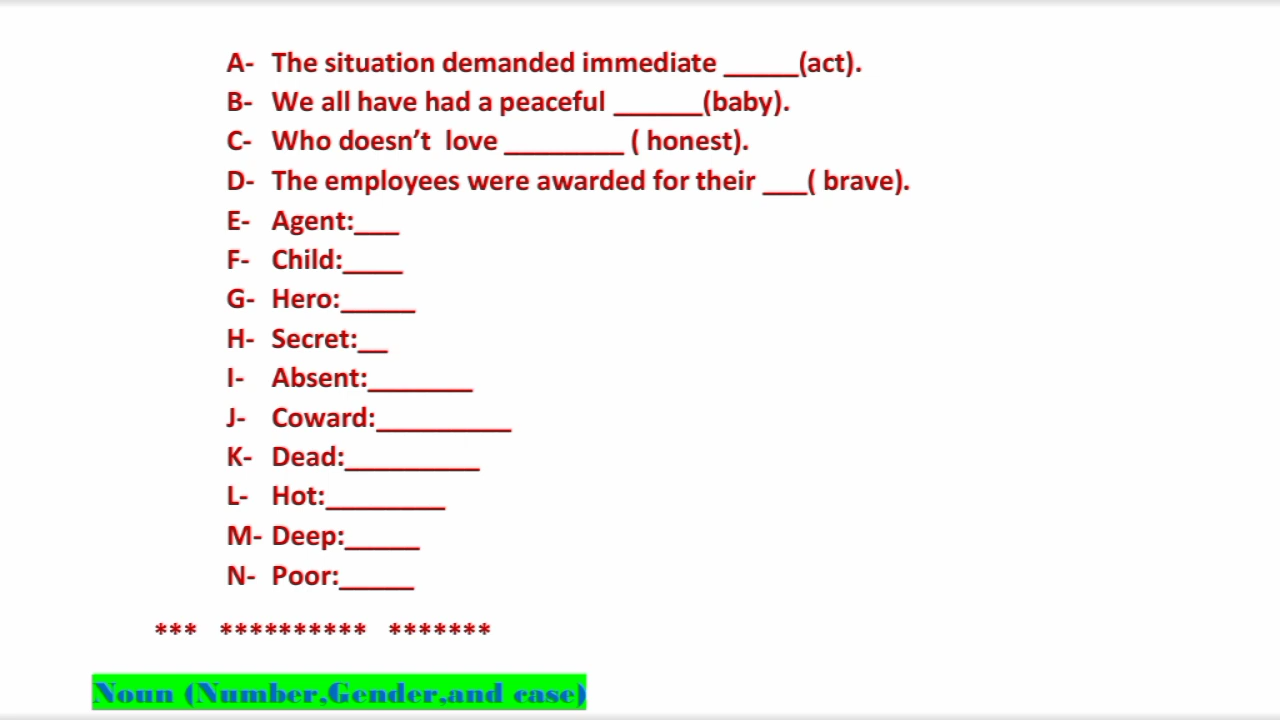 A- The situation demanded immediate _____(act).
B- We all have had a peaceful ______(baby).
C- Who doesn’t love ________ ( honest).
D- The employees were awarded for their ___( brave).
E- Agent:___
F- Child:____
G- Hero:_____
H- Secret:__
I- Absent:_______
J- Coward:_________
K- Dead:_________
L- Hot:________
M- Deep:_____
N- Poor:_____
*** ********** *******
Noun (Number,Gender,and case)